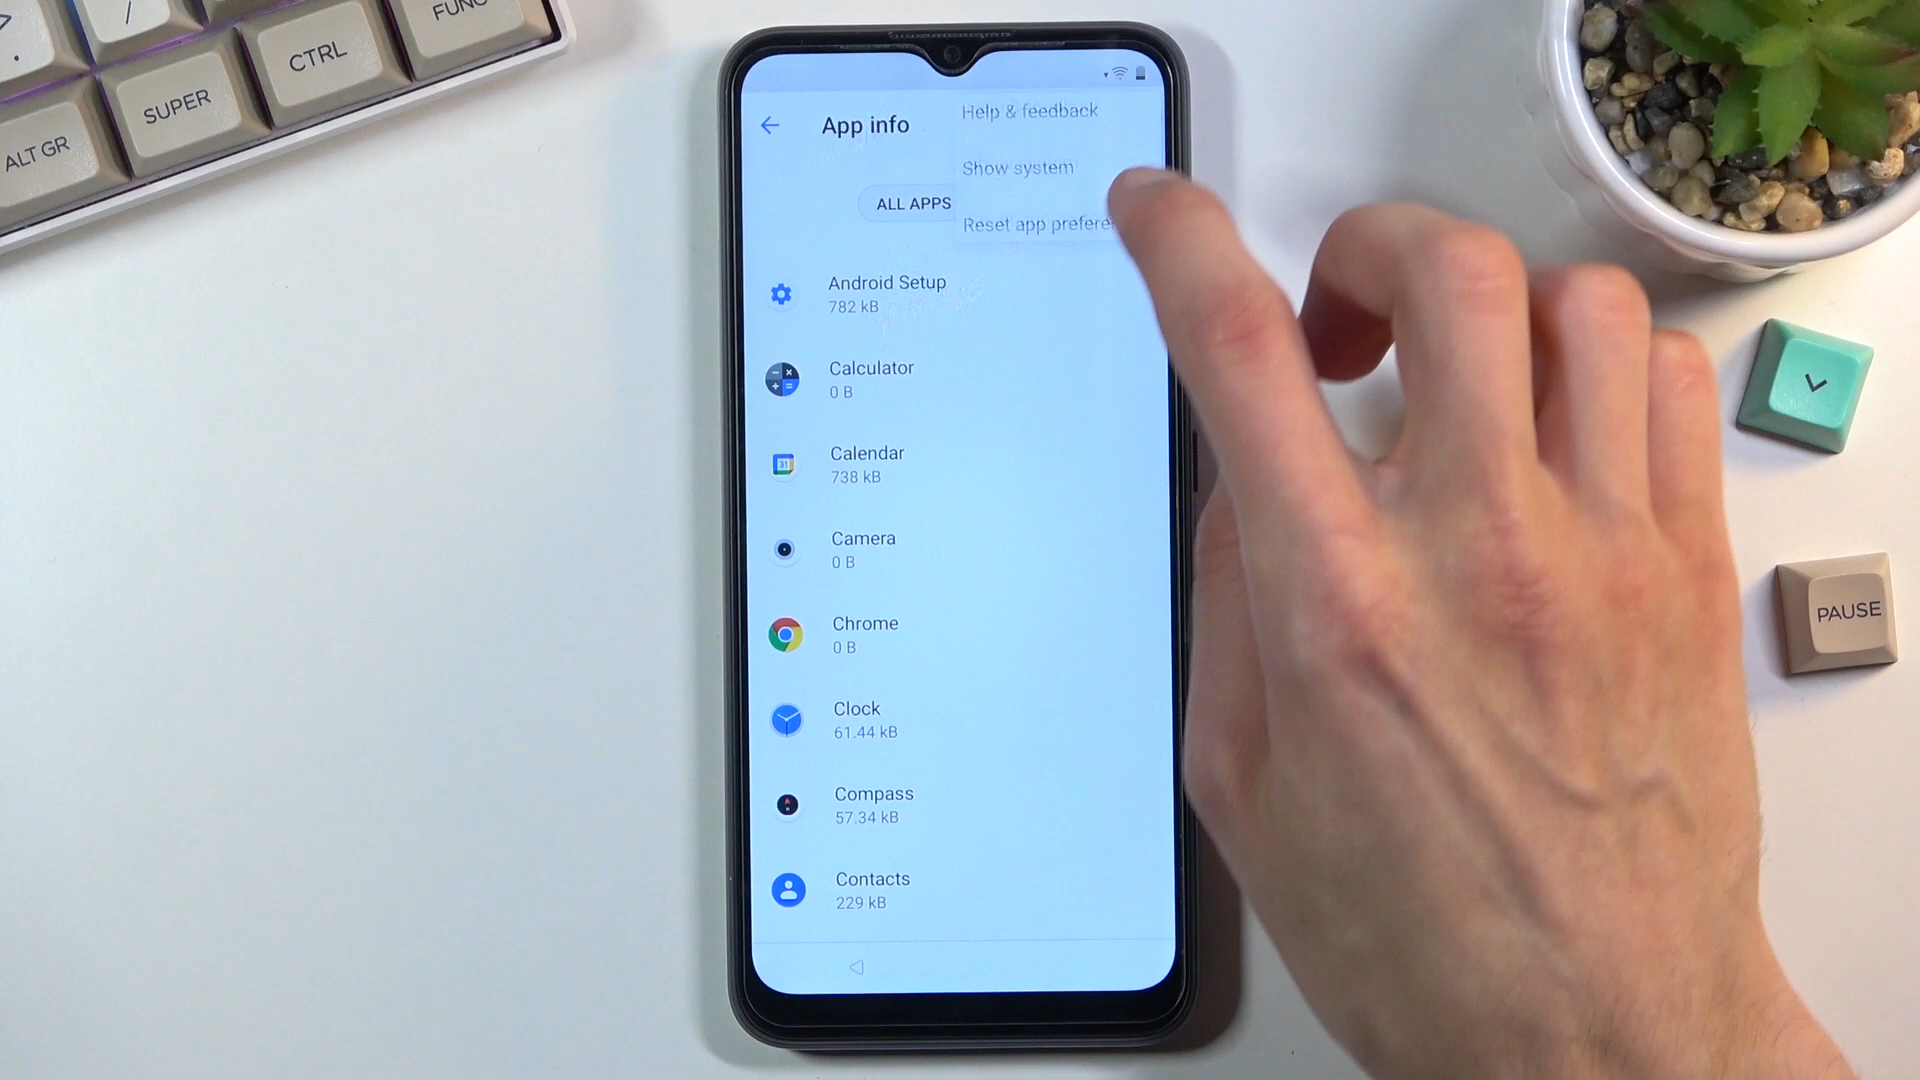 FUNC
CTRL
SUPER
ALT GR
Help & feedback
App info
Show system
ALL APPS
Reset app prefere
Android Setup
782 kB
Calculator
0 B
Calendar
738 kB
31
Camera
0 B
Chrome
0 B
Clock
61.44 kB
Compass
57.34 kB
Contacts
229 kB
PAUSE